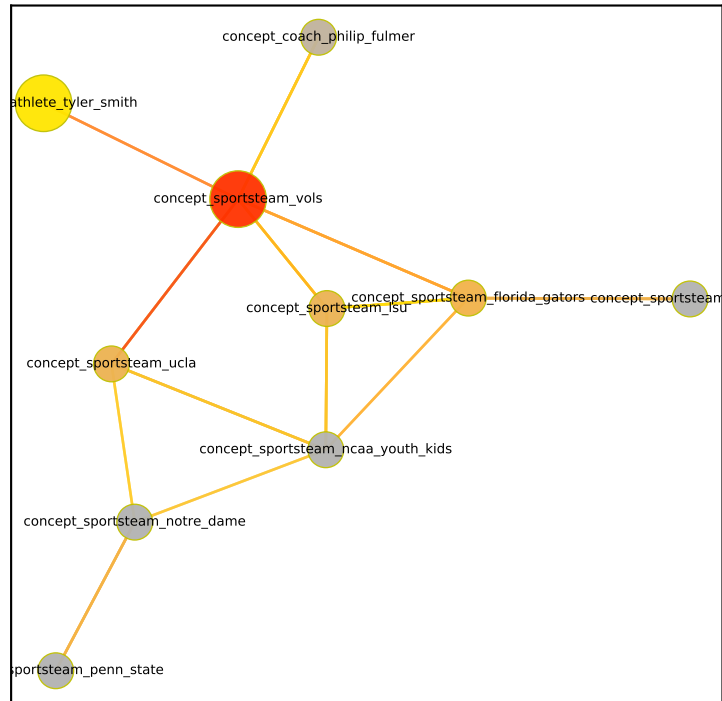 concept_coach_philip_fulmer
athlete_tyler_smith
concept_sportsteam_vols
concept_sportsteam_florida_gators
concept_sportsteam
concept_sportsteam_lsu
concept_sportsteam_ucla
concept_sportsteam_ncaa_youth_kids
concept_sportsteam_notre_dame
sportsteam_penn_state